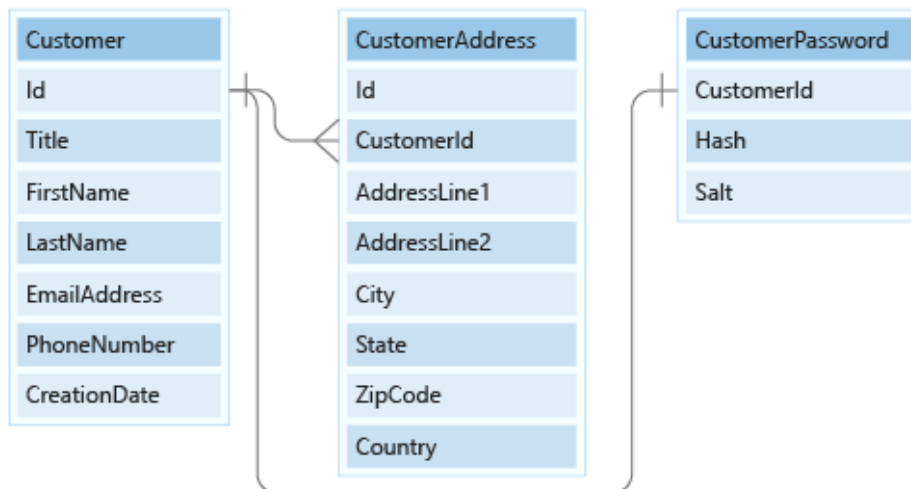 Customer
Id
Title
FirstName
LastName
EmailAddress
PhoneNumber
CreationDate
CustomerAddress
Id
CustomerId
AddressLine1
AddressLine2
City
State
ZipCode
Country
CustomerPassword
CustomerId
Hash
Salt